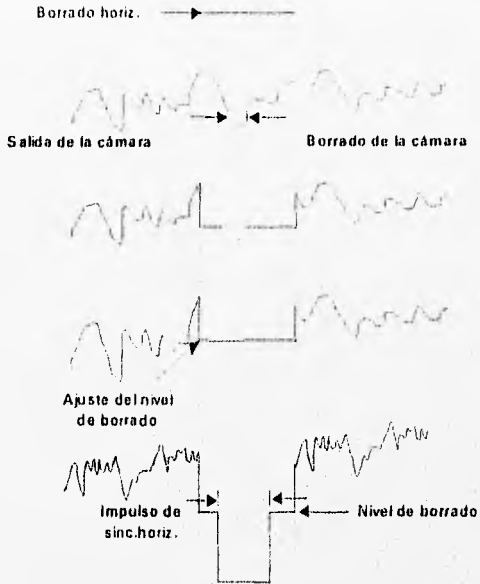 Borrado horiz.
Salida de la cámara
Borrado de la cámara
Ajuste del nivel
de borrado
Impulso de
sinc.horiz.
Nivel de borrado